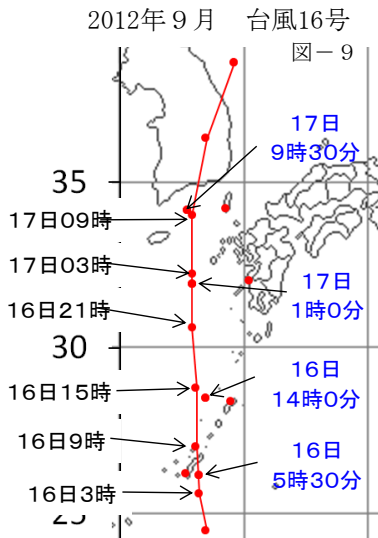 2012年９月　台風16号
図－９
17日
9時30分
35
17日09時
17日03時
17日
1時0分
16日21時
30
16日
14時0分
16日15時
16日9時
16日
5時30分
16日3時
25